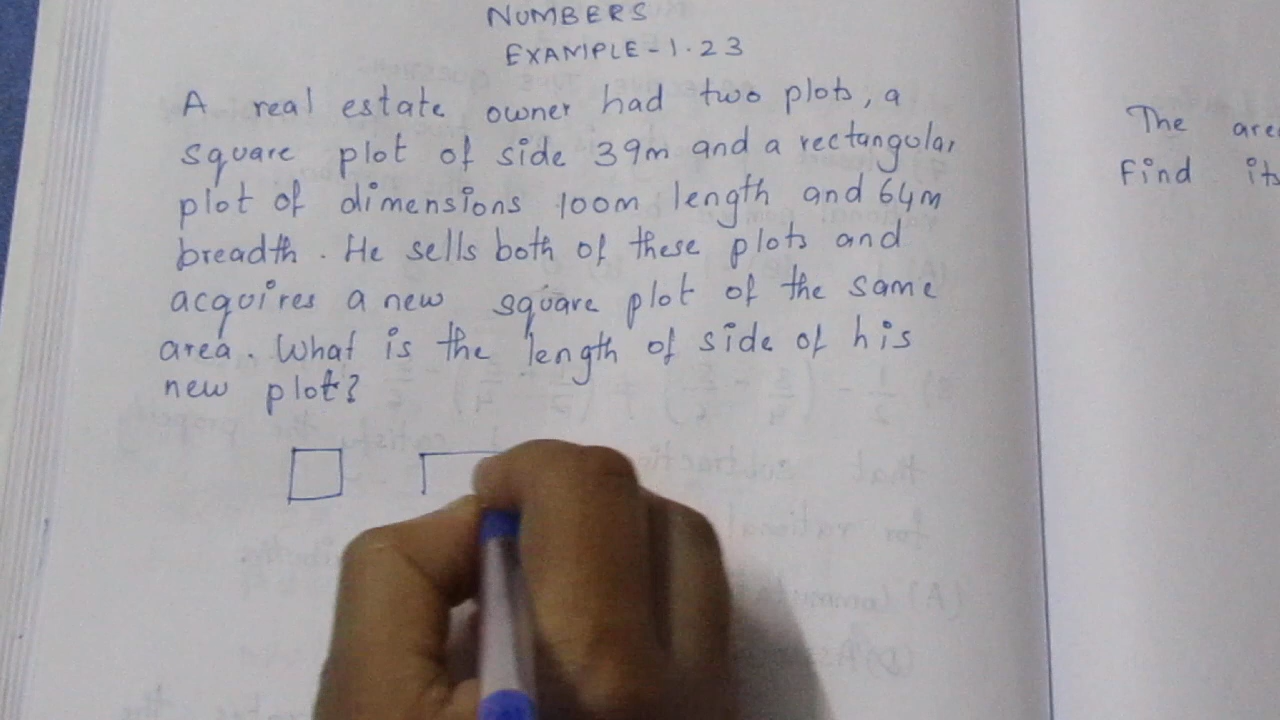 NUMBERS
EXAMPLE - 1.23
A real estate owner had two plots, a
square plot of side 39m and a rectangular
plot of dimensions 100m length and 64m
breadth. He sells both of these plots and
acquires a new square plot of the same
area. What is the length of side of his
new plot?
The are
Find its